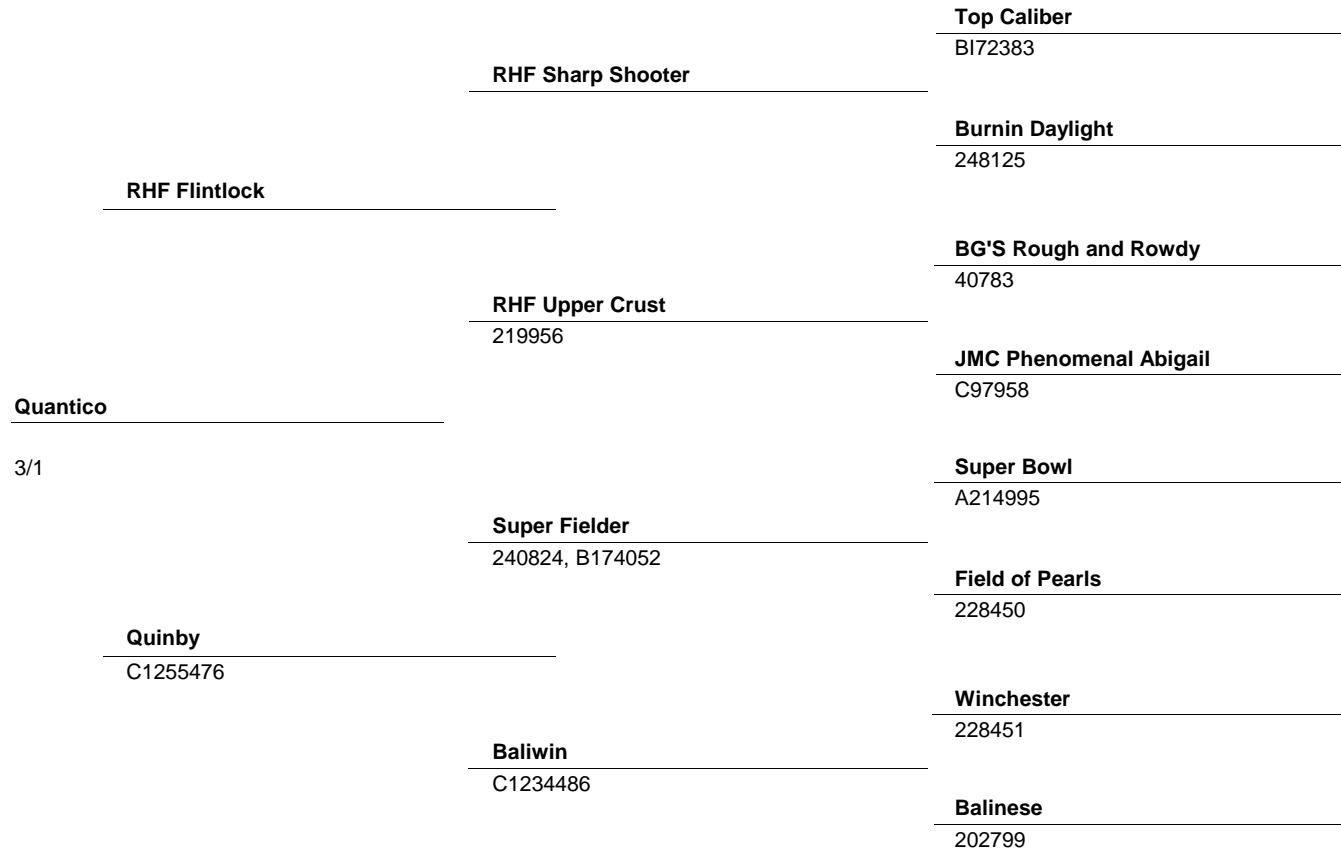 Top Caliber
BI72383
RHF Sharp Shooter
Burnin Daylight
248125
RHF Flintlock
BG'S Rough and Rowdy
40783
RHF Upper Crust
219956
JMC Phenomenal Abigail
C97958
Quantico
3/1
Super Bowl
A214995
Super Fielder
240824, B174052
Field of Pearls
228450
Quinby
C1255476
Winchester
228451
Baliwin
C1234486
Balinese
202799